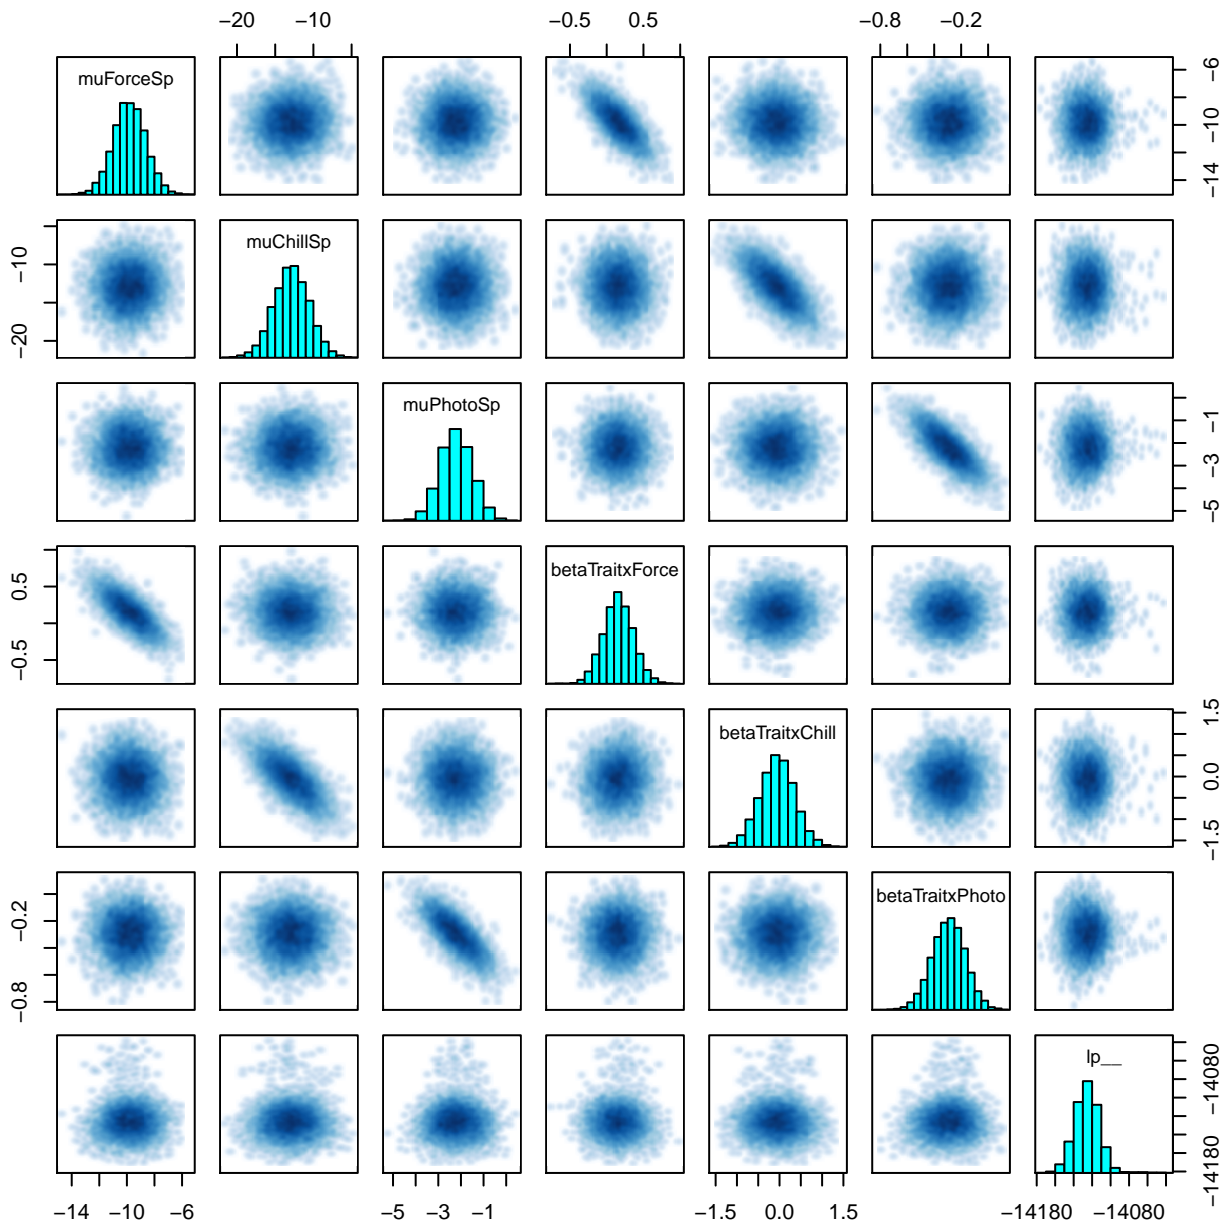 −20 −10 −0.5 0.5 −0.8 −0.2
muForceSp
−6
−10
−14
muChillSp
−10
−20
muPhotoSp
−1
−3
−5
betaTraitxForce
0.5
−0.5
betaTraitxChill
1.5
0.0
−1.5
betaTraitxPhoto
−0.2
−0.8
lp__
−14080
−14180
−14 −10 −6 −5 −3 −1 −1.5 0.0 1.5 −14180 −14080